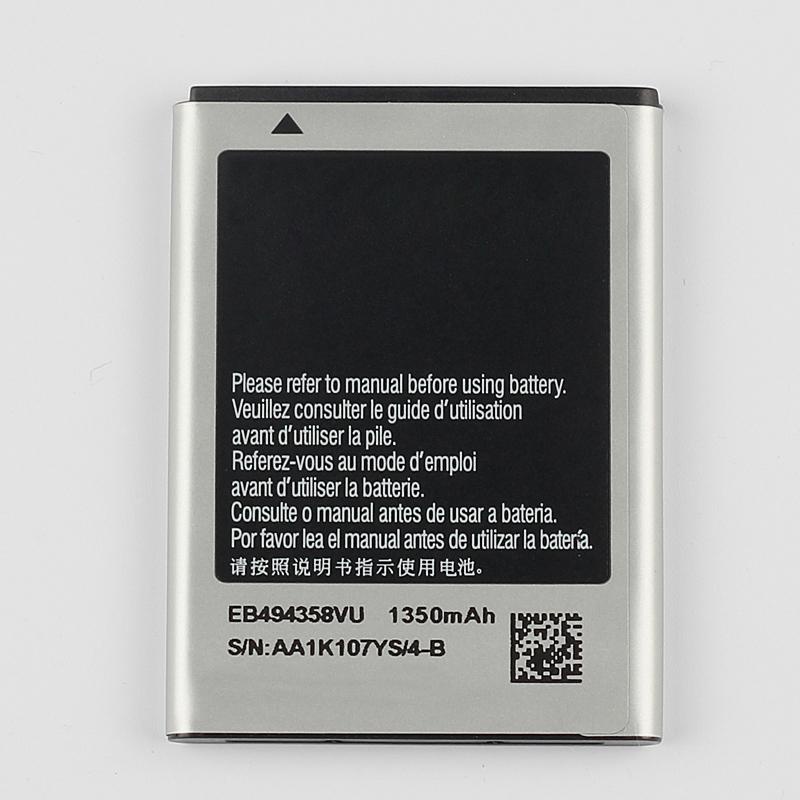 Please refer to manual before using battery.
Veuillez consulter le guide d'utilisation
avant d'utiliser la pile.
Referez-vous au mode d'emploi
avant d'utiliser la batterie.
Consulte o manual antes de usar a bateria.
Por favor lea el manual antes de utilizar la batería.
请按照说明书指示使用电池。
EB494358VU 1350mAh
S/N:AA1K107YS/4-B